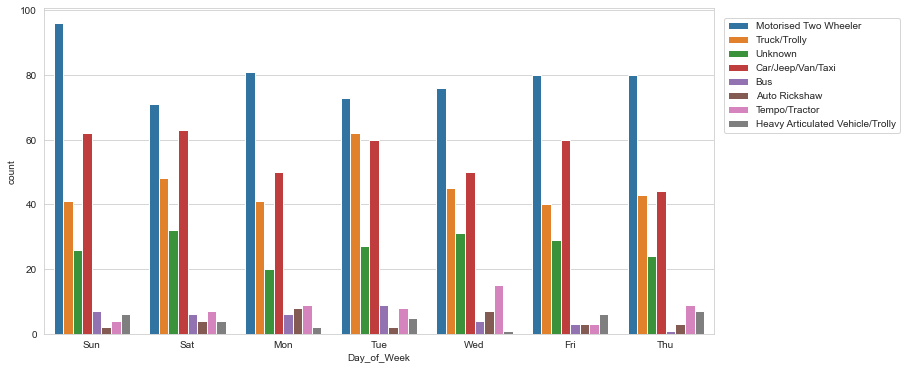 100
80
60
40
20
0
count
Sun Sat Mon Tue Wed Fri Thu
Day_of_Week
Motorised Two Wheeler
Truck/Trolly
Unknown
Car/Jeep/Van/Taxi
Bus
Auto Rickshaw
Tempo/Tractor
Heavy Articulated Vehicle/Trolly